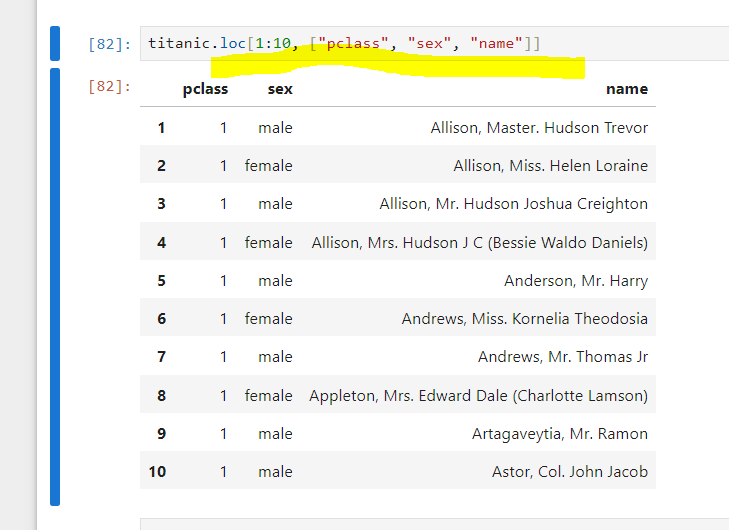 [82]: titanic.loc[1:10, ["pclass", "sex", "name"]]
[82]:
pclass sex name
1 1 male Allison, Master. Hudson Trevor
2 1 female Allison, Miss. Helen Loraine
3 1 male Allison, Mr. Hudson Joshua Creighton
4 1 female Allison, Mrs. Hudson J C (Bessie Waldo Daniels)
5 1 male Anderson, Mr. Harry
6 1 female Andrews, Miss. Kornelia Theodosia
7 1 male Andrews, Mr. Thomas Jr
8 1 female Appleton, Mrs. Edward Dale (Charlotte Lamson)
9 1 male Artagaveytia, Mr. Ramon
10 1 male Astor, Col. John Jacob